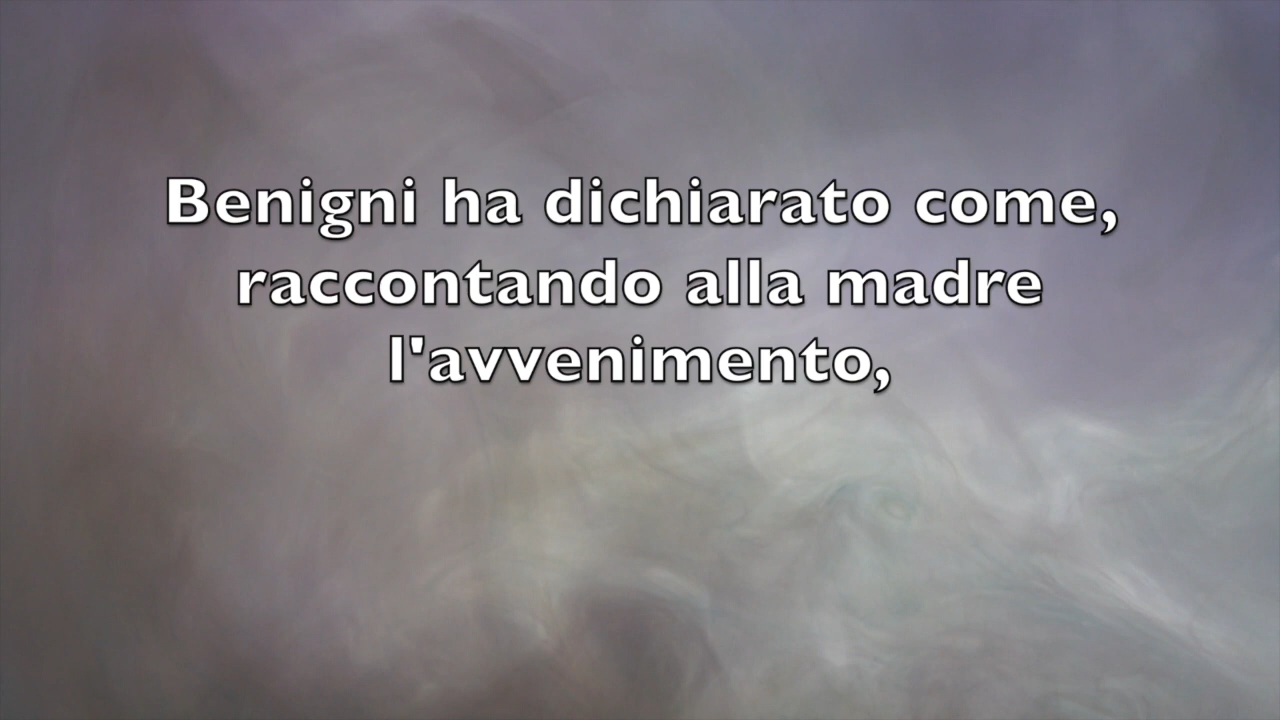 Benigni ha dichiarato come,
raccontando alla madre
l'avvenimento,